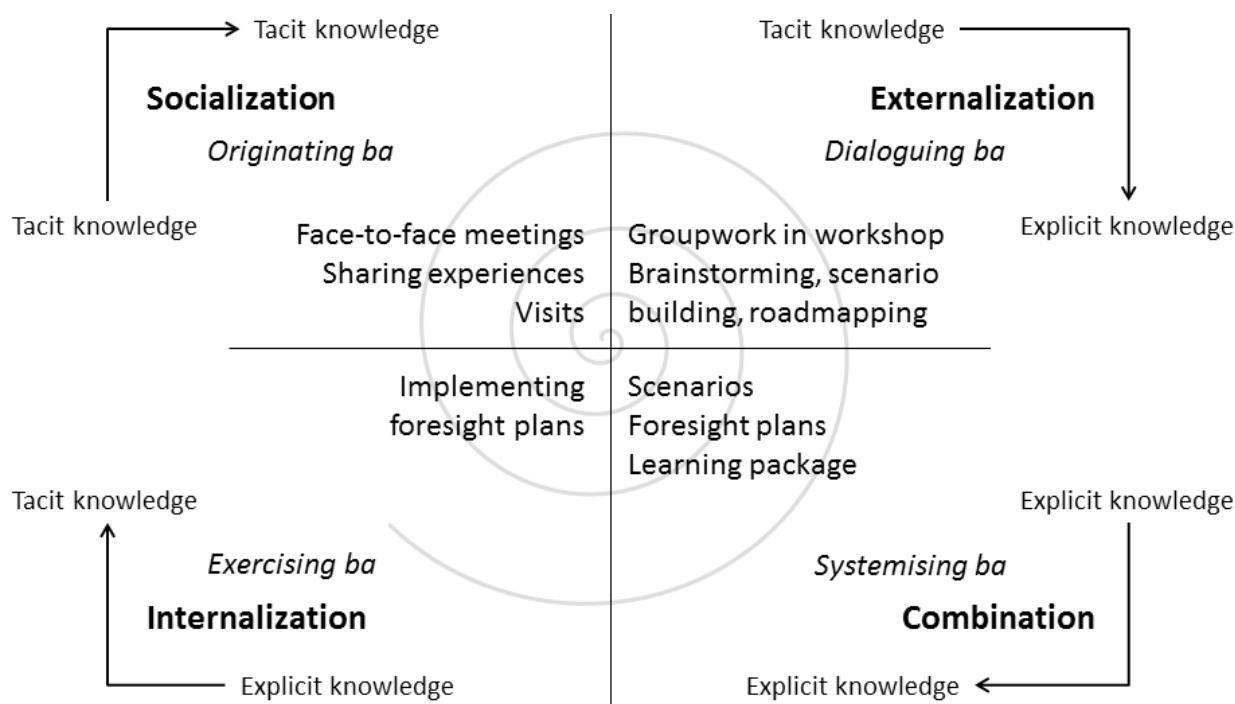 Tacit knowledge
Socialization
Originating ba
Tacit knowledge
Face-to-face meetings
Sharing experiences
Visits
Tacit knowledge
Externalization
Dialoguing ba
Explicit knowledge
Groupwork in workshop
Brainstorming, scenario
building, roadmapping
Implementing
foresight plans
Tacit knowledge
Exercising ba
Internalization
Explicit knowledge
Scenarios
Foresight plans
Learning package
Explicit knowledge
Systemising ba
Combination
Explicit knowledge